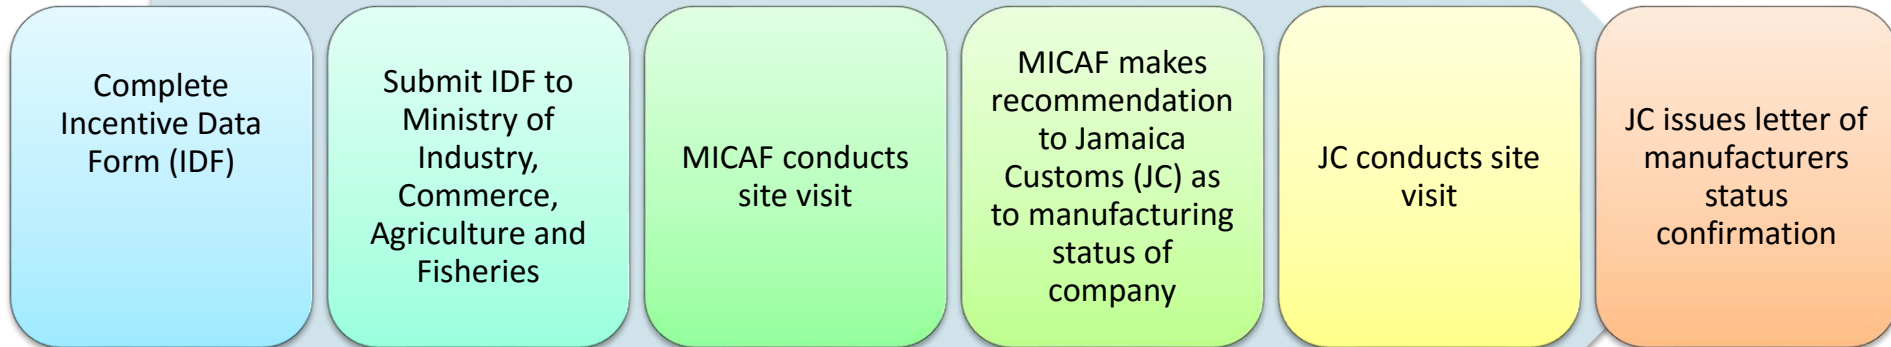 Complete
Incentive Data
Form (IDF)
Submit IDF to
Ministry of
Industry,
Commerce,
Agriculture and
Fisheries
MICAF conducts
site visit
MICAF makes
recommendation
to Jamaica
Customs (JC) as
to manufacturing
status of
company
JC conducts site
visit
JC issues letter of
manufacturers
status
confirmation